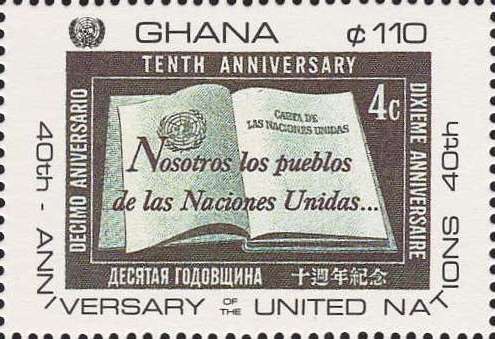 GHANA ¢110
TENTH ANNIVERSARY
4c
DECIMO ANIVERSARIO
DIXIEME ANNIVERSAIRE
CARTA DE
LAS NACIONES UNIDAS
Nosotros los pueblos
de las Naciones Unidas...
ДЕСЯТАЯ ГОДОВЩИНА 十週年紀念
40th - ANNIVERSARY OF THE UNITED NATIONS 40th